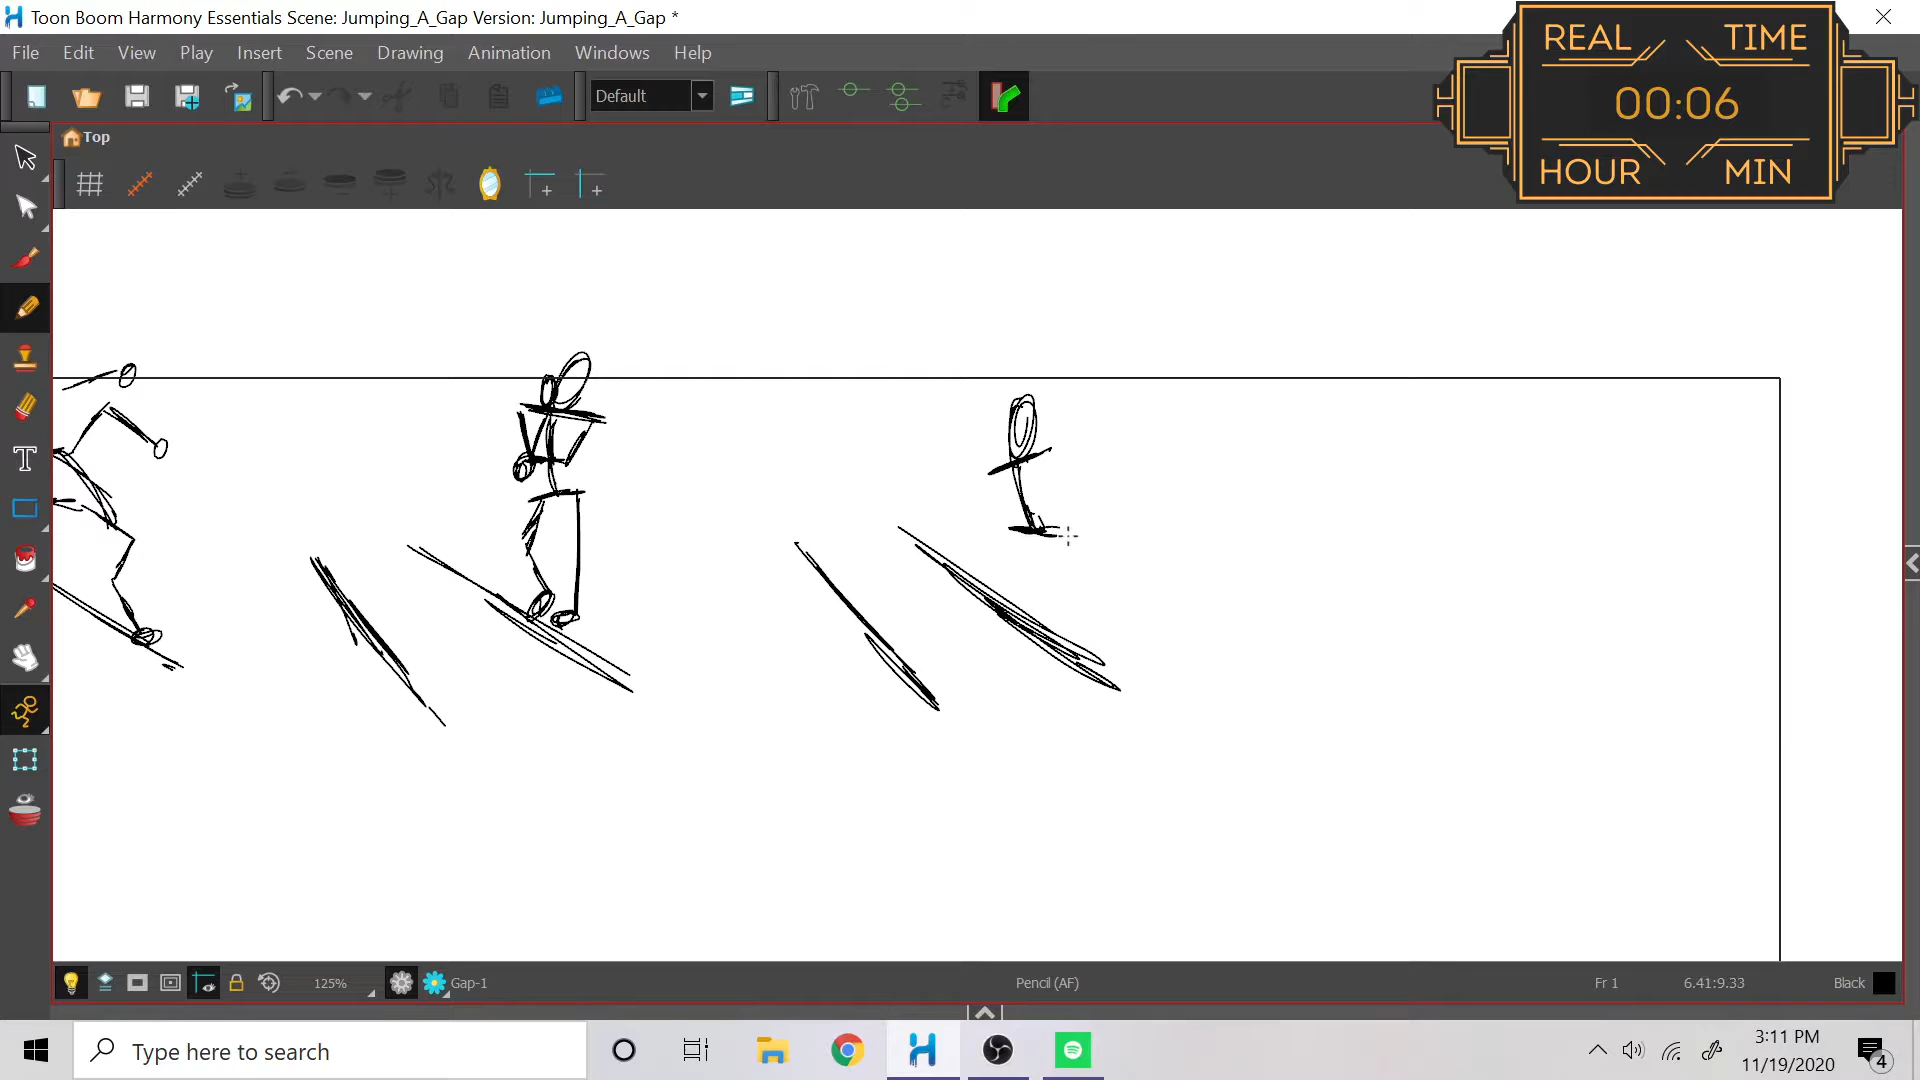 Toon Boom Harmony Essentials Scene: Jumping_A_Gap Version: Jumping_A_Gap *
File Edit View Play Insert Scene Drawing Animation Windows Help
REAL TIME
00:06
HOUR MIN
Default
Top
125%
Gap-1
Pencil (AF)
Fr 1
6.41:9.33
Black
Type here to search
3:11 PM
11/19/2020
4